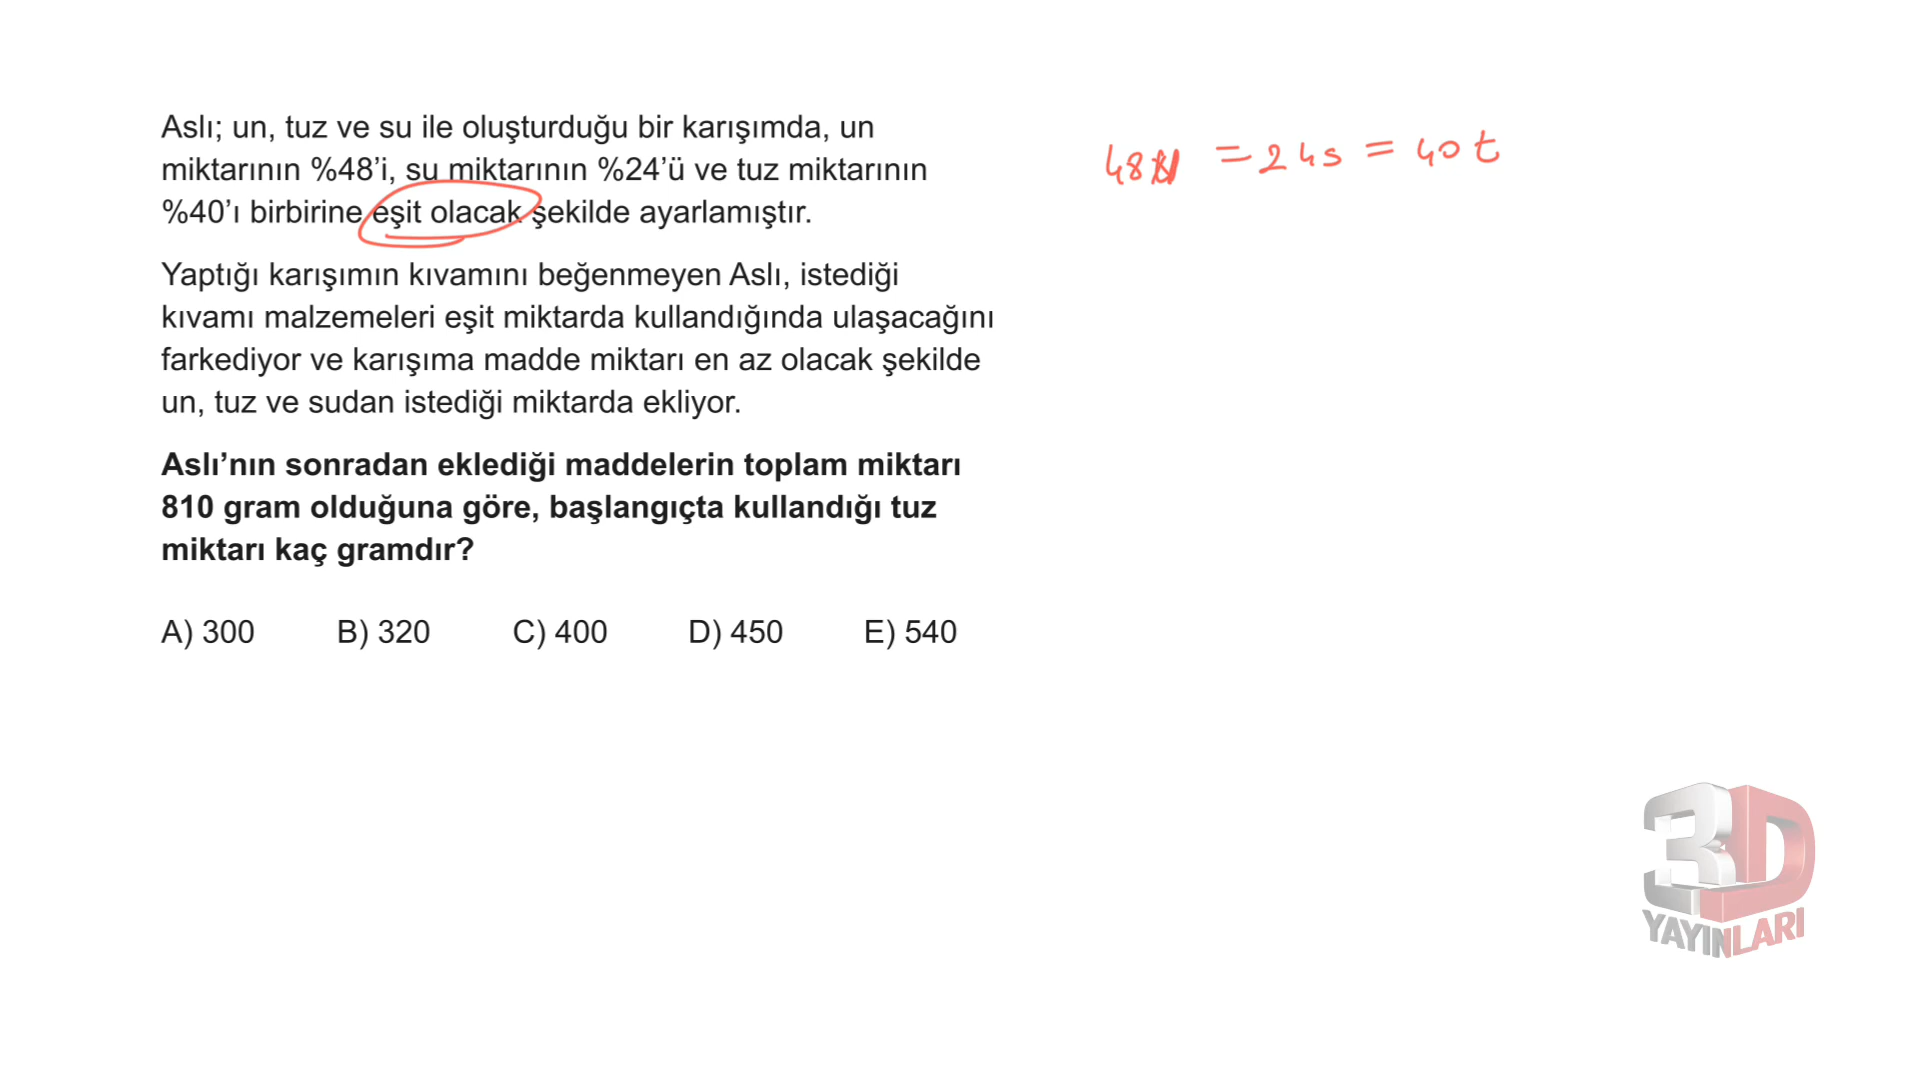 Aslı; un, tuz ve su ile oluşturduğu bir karışımda, un
miktarının %48'i, su miktarının %24'ü ve tuz miktarının
%40'ı birbirine eşit olacak şekilde ayarlamıştır.
Yaptığı karışımın kıvamını beğenmeyen Aslı, istediği
kıvamı malzemeleri eşit miktarda kullandığında ulaşacağını
farkediyor ve karışıma madde miktarı en az olacak şekilde
un, tuz ve sudan istediği miktarda ekliyor.
Aslı'nın sonradan eklediği maddelerin toplam miktarı
810 gram olduğuna göre, başlangıçta kullandığı tuz
miktarı kaç gramdır?
A) 300 B) 320 C) 400 D) 450 E) 540
48 = 24s = 40t
3D
YAYINLARI